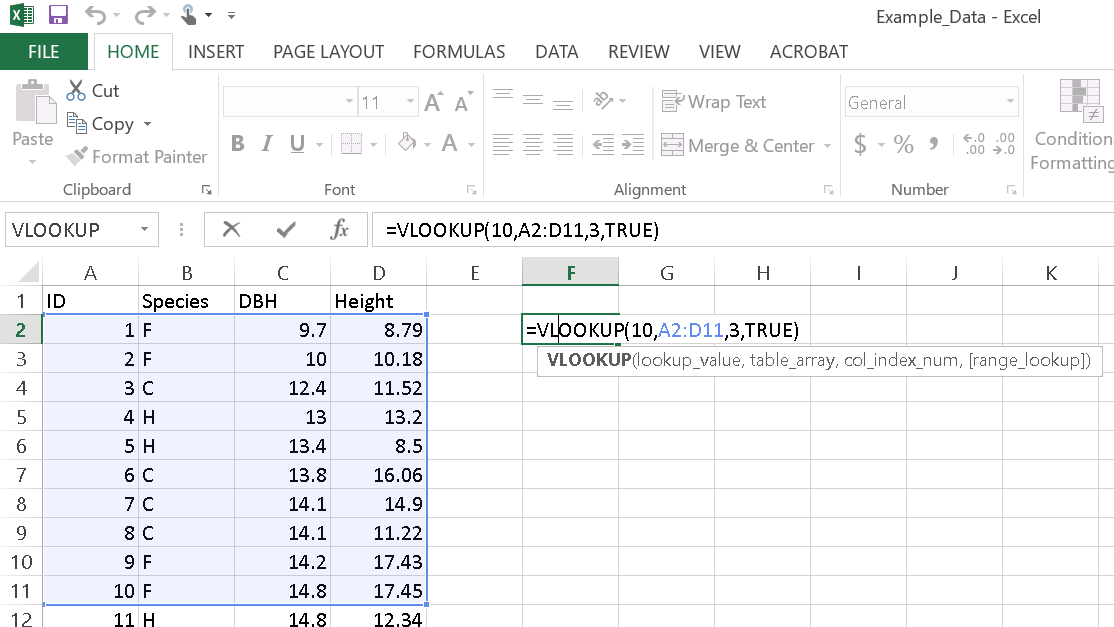 Example_Data - Excel
FILE HOME INSERT PAGE LAYOUT FORMULAS DATA REVIEW VIEW ACROBAT
Paste
Cut
Copy
Format Painter
Clipboard
11
A A
B I U A
Font
Wrap Text
Merge & Center
Alignment
General
$ % , ←.0 .00 .00 →.0
Number
Condition
Formatting
VLOOKUP fx =VLOOKUP(10,A2:D11,3,TRUE)
A B C D E F G H I J K
1 ID Species DBH Height
2 1 F 9.7 8.79 =VLOOKUP(10,A2:D11,3,TRUE)
VLOOKUP(lookup_value, table_array, col_index_num, [range_lookup])
3 2 F 10 10.18
4 3 C 12.4 11.52
5 4 H 13 13.2
6 5 H 13.4 8.5
7 6 C 13.8 16.06
8 7 C 14.1 14.9
9 8 C 14.1 11.22
10 9 F 14.2 17.43
11 10 F 14.8 17.45
12 11 H 14.8 12.34